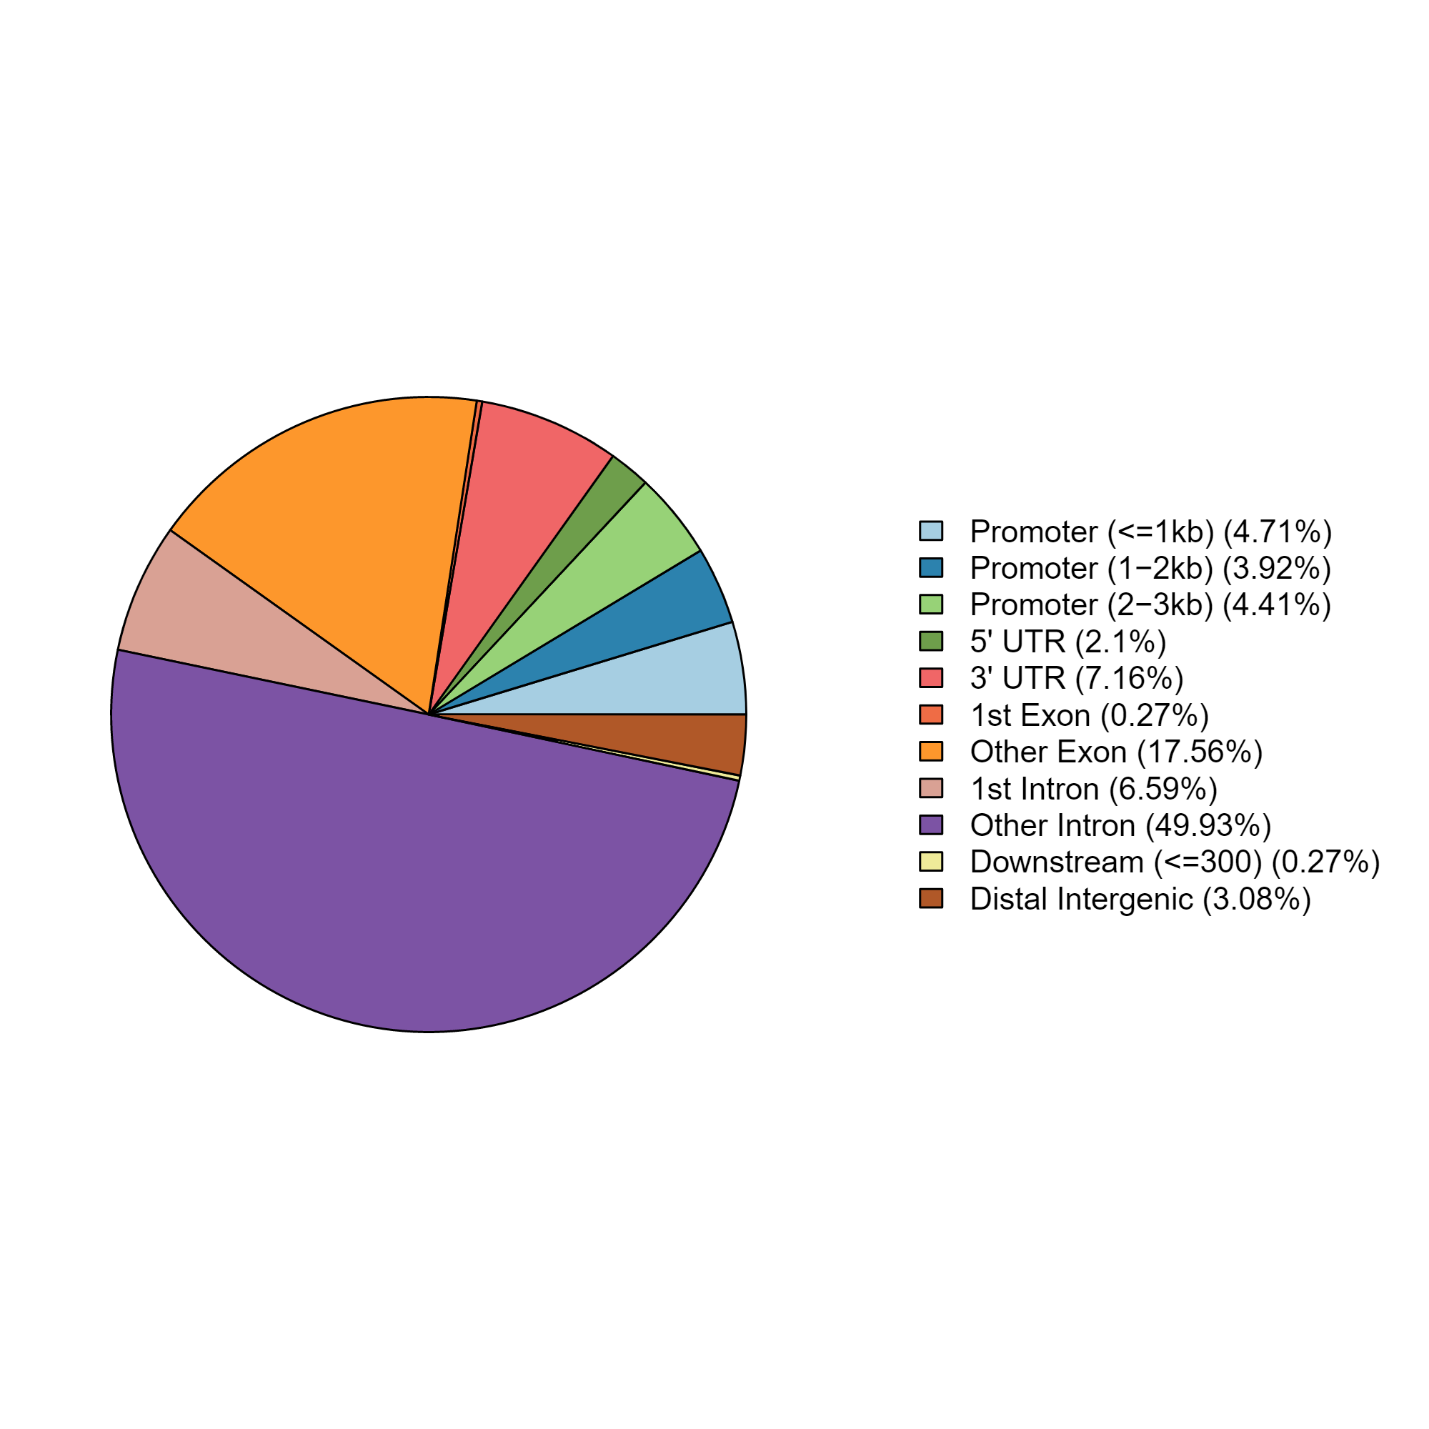 Promoter (<=1kb) (4.71%)
Promoter (1−2kb) (3.92%)
Promoter (2−3kb) (4.41%)
5' UTR (2.1%)
3' UTR (7.16%)
1st Exon (0.27%)
Other Exon (17.56%)
1st Intron (6.59%)
Other Intron (49.93%)
Downstream (<=300) (0.27%)
Distal Intergenic (3.08%)